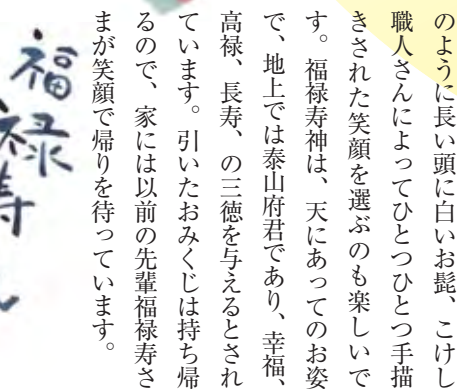 のように長い頭に白いお髭、こけし
職人さんによってひとつひとつ手描
きされた笑顔を選ぶのも楽しいで
す。福禄寿神は、天にあってのお姿
で、地上では泰山府君であり、幸福、
高禄、長寿、の三徳を与えるとされ
ています。引いたおみくじは持ち帰
るので、家には以前の先輩福禄寿さ
まが笑顔で帰りを待っています。
福禄寿